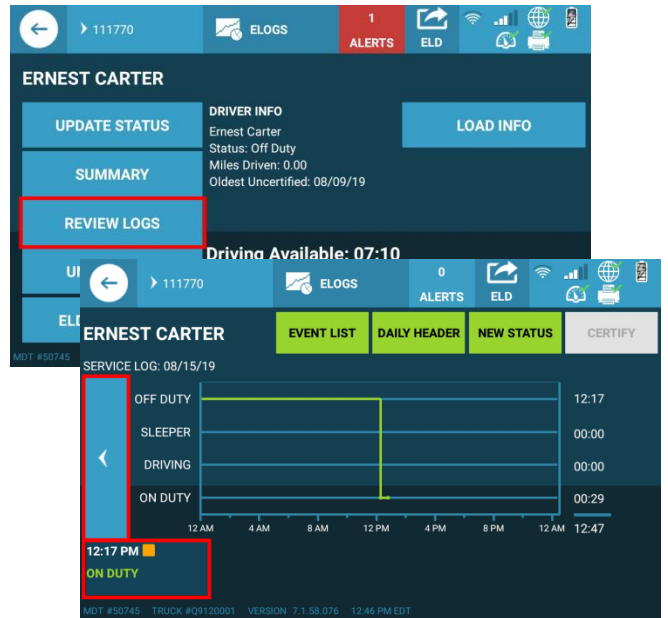 111770
ELOGS
1
ALERTS
ELD
ERNEST CARTER
UPDATE STATUS
SUMMARY
REVIEW LOGS
DRIVER INFO
Ernest Carter
Status: Off Duty
Miles Driven: 0.00
Oldest Uncertified: 08/09/19
LOAD INFO
Driving Available: 07:10
MDT #50745
111770
ELOGS
0
ALERTS
ELD
ERNEST CARTER
EVENT LIST
DAILY HEADER
NEW STATUS
CERTIFY
SERVICE LOG: 08/15/19
OFF DUTY 12:17
SLEEPER 00:00
DRIVING 00:00
ON DUTY 00:29
12 AM 4 AM 8 AM 12 PM 4 PM 8 PM 12 AM 12:47
12:17 PM
ON DUTY
MDT #50745 TRUCK #Q9120001 VERSION 7.1.58.076 12:46 PM EDT